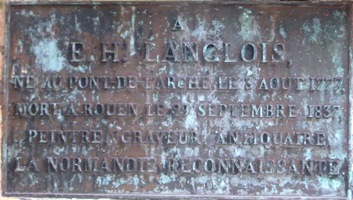 A
E. H. LANGLOIS,
NÉ AU PONT-DE-L'ARCHE LE 3 AOUT 1777
MORT A ROUEN LE 29 SEPTEMBRE 1837
PEINTRE GRAVEUR ANTIQUAIRE
LA NORMANDIE RECONNAISSANTE